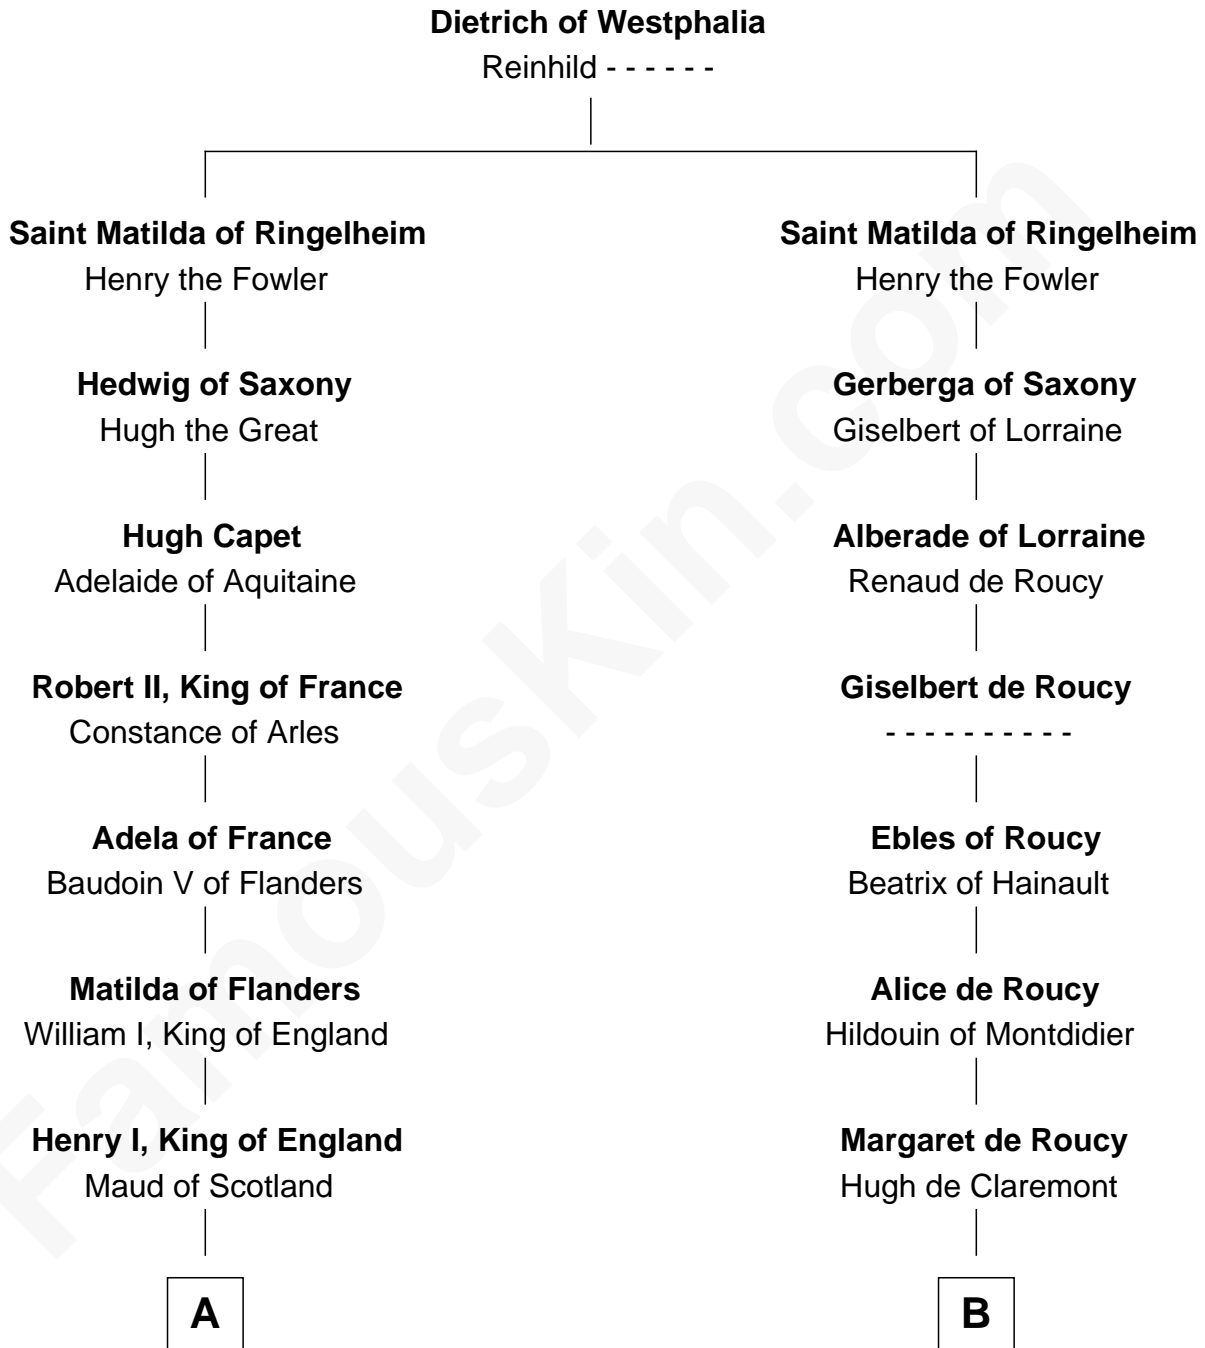 Dietrich of Westphalia
Reinhild - - - - - -
Saint Matilda of Ringelheim
Henry the Fowler
Saint Matilda of Ringelheim
Henry the Fowler
Hedwig of Saxony
Hugh the Great
Gerberga of Saxony
Giselbert of Lorraine
Hugh Capet
Adelaide of Aquitaine
Alberade of Lorraine
Renaud de Roucy
Robert II, King of France
Constance of Arles
Giselbert de Roucy
- - - - - - - - - -
Adela of France
Baudoin V of Flanders
Ebles of Roucy
Beatrix of Hainault
Matilda of Flanders
William I, King of England
Alice de Roucy
Hildouin of Montdidier
Henry I, King of England
Maud of Scotland
Margaret de Roucy
Hugh de Claremont
A
B
FamousKin.com